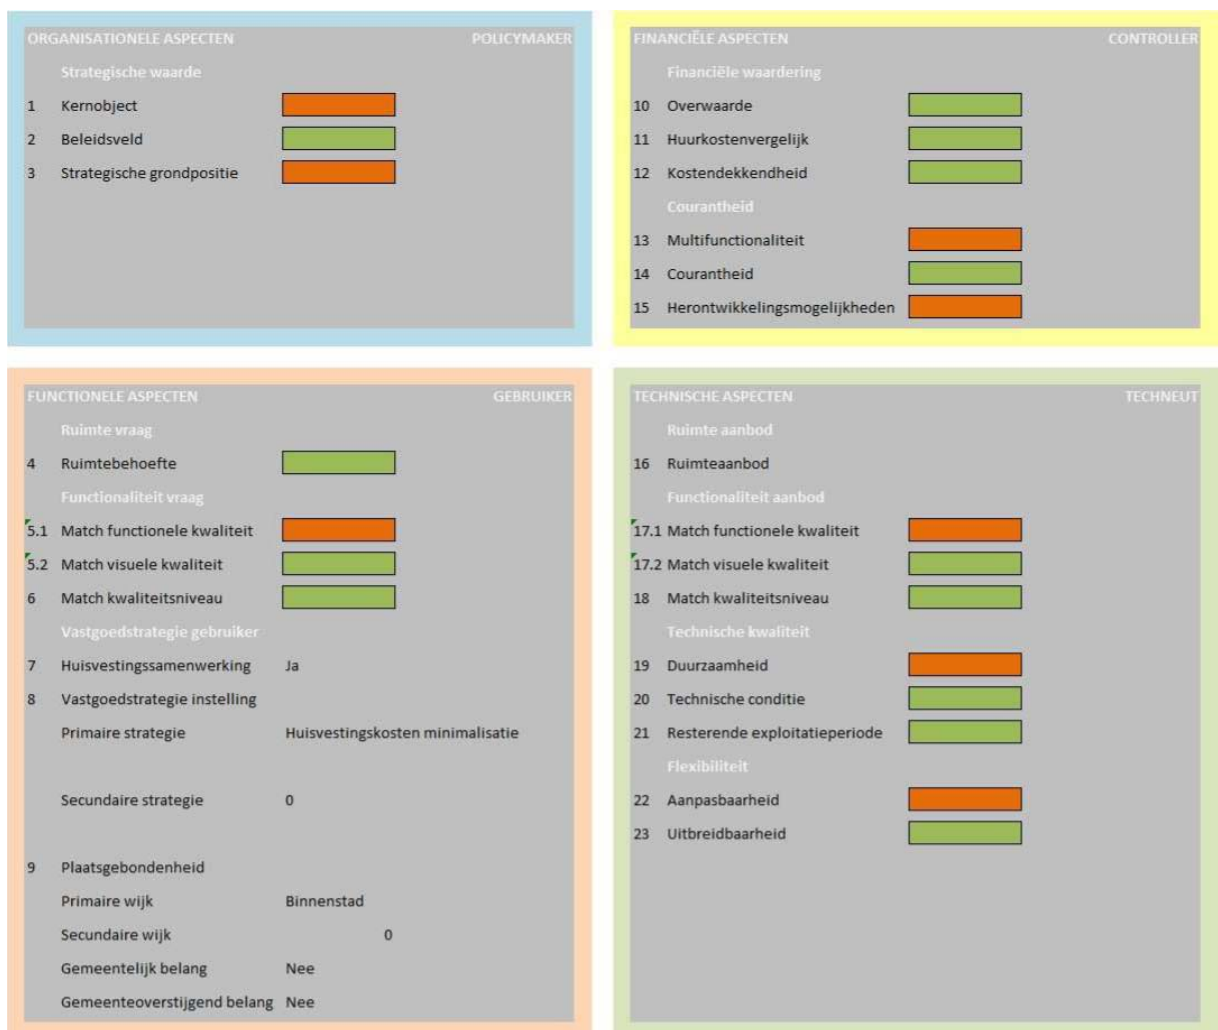 ORGANISATIONELE ASPECTEN POLICYMAKER
Strategische waarde
1 Kernobject
2 Beleidsveld
3 Strategische grondpositie
FINANCIËLE ASPECTEN CONTROLLER
Financiële waardering
10 Overwaarde
11 Huurkostenvergelijk
12 Kostendekkendheid
Courantheid
13 Multifunctionaliteit
14 Courantheid
15 Herontwikkelingsmogelijkheden
FUNCTIONELE ASPECTEN GEBRUIKER
Ruimte vraag
4 Ruimtebehoefte
Functionaliteit vraag
5.1 Match functionele kwaliteit
5.2 Match visuele kwaliteit
6 Match kwaliteitsniveau
Vastgoedstrategie gebruiker
7 Huisvestingssamenwerking Ja
8 Vastgoedstrategie instelling
Primaire strategie Huisvestingskosten minimalisatie
Secundaire strategie 0
9 Plaatsgebondenheid
Primaire wijk Binnenstad
Secundaire wijk 0
Gemeentelijk belang Nee
Gemeenteoverstijgend belang Nee
TECHNISCHE ASPECTEN TECHNEUT
Ruimte aanbod
16 Ruimteaanbod
Functionaliteit aanbod
17.1 Match functionele kwaliteit
17.2 Match visuele kwaliteit
18 Match kwaliteitsniveau
Technische kwaliteit
19 Duurzaamheid
20 Technische conditie
21 Resterende exploitatieperiode
Flexibiliteit
22 Aanpasbaarheid
23 Uitbreidbaarheid